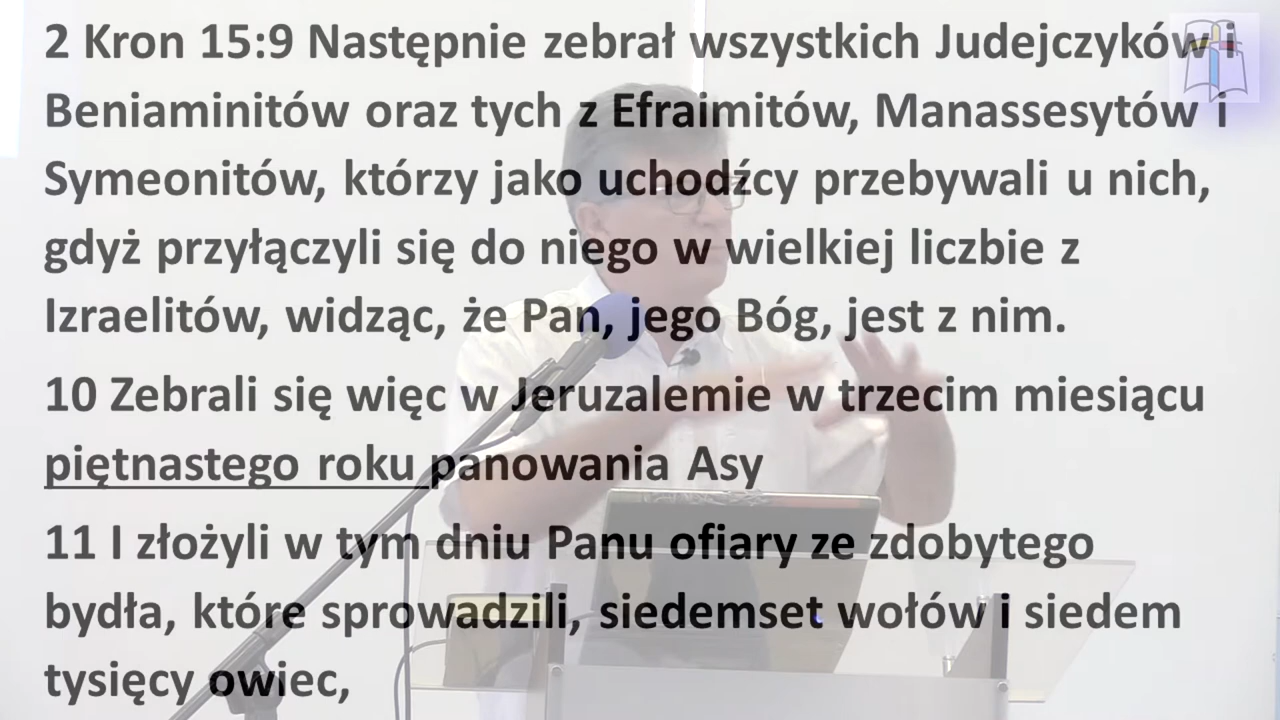 2 Kron 15:9 Następnie zebrał wszystkich Judejczyków i
Beniaminitów oraz tych z Efraimitów, Manassesytów i
Symeonitów, którzy jako uchodźcy przebywali u nich,
gdyż przyłączyli się do niego w wielkiej liczbie z
Izraelitów, widząc, że Pan, jego Bóg, jest z nim.
10 Zebrali się więc w Jeruzalemie w trzecim miesiącu
piętnastego roku panowania Asy
11 I złożyli w tym dniu Panu ofiary ze zdobytego
bydła, które sprowadzili, siedemset wołów i siedem
tysięcy owiec,